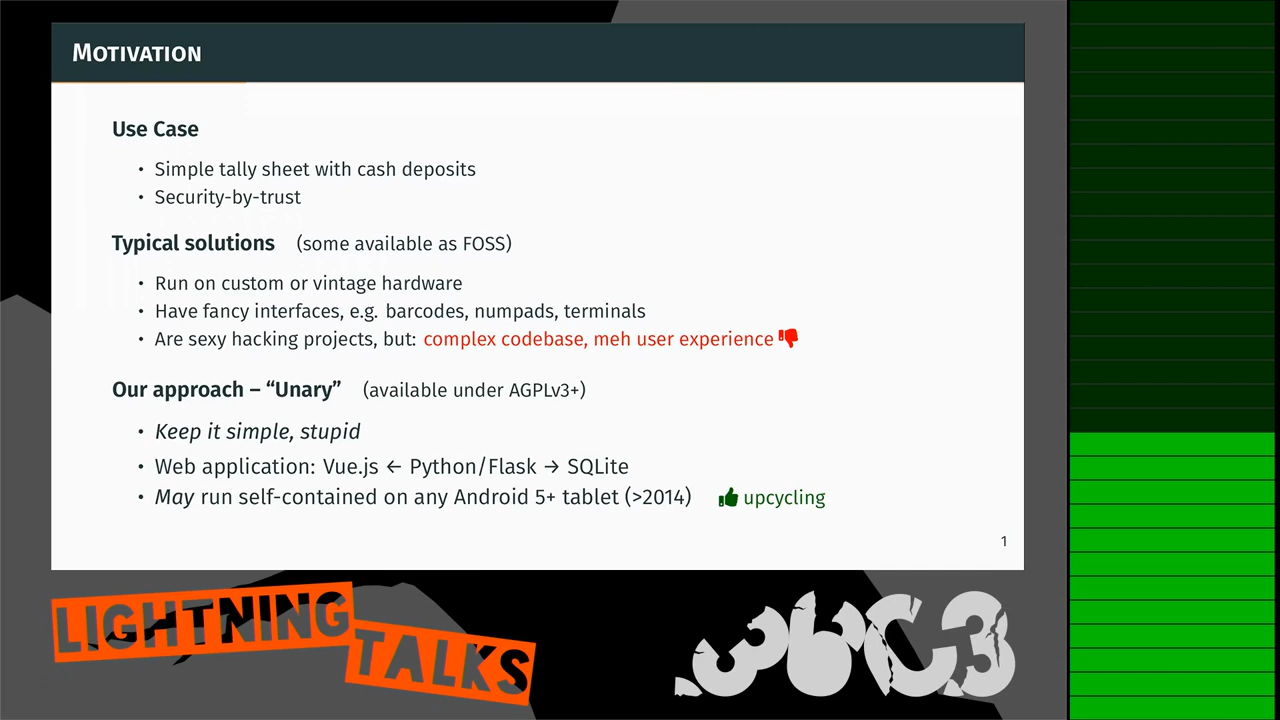 Motivation
Use Case
• Simple tally sheet with cash deposits
• Security-by-trust
Typical solutions (some available as FOSS)
• Run on custom or vintage hardware
• Have fancy interfaces, e.g. barcodes, numpads, terminals
• Are sexy hacking projects, but: complex codebase, meh user experience
Our approach – “Unary” (available under AGPLv3+)
• Keep it simple, stupid
• Web application: Vue.js ← Python/Flask → SQLite
• May run self-contained on any Android 5+ tablet (>2014) upcycling
1
LIGHTNING
TALKS
36C3